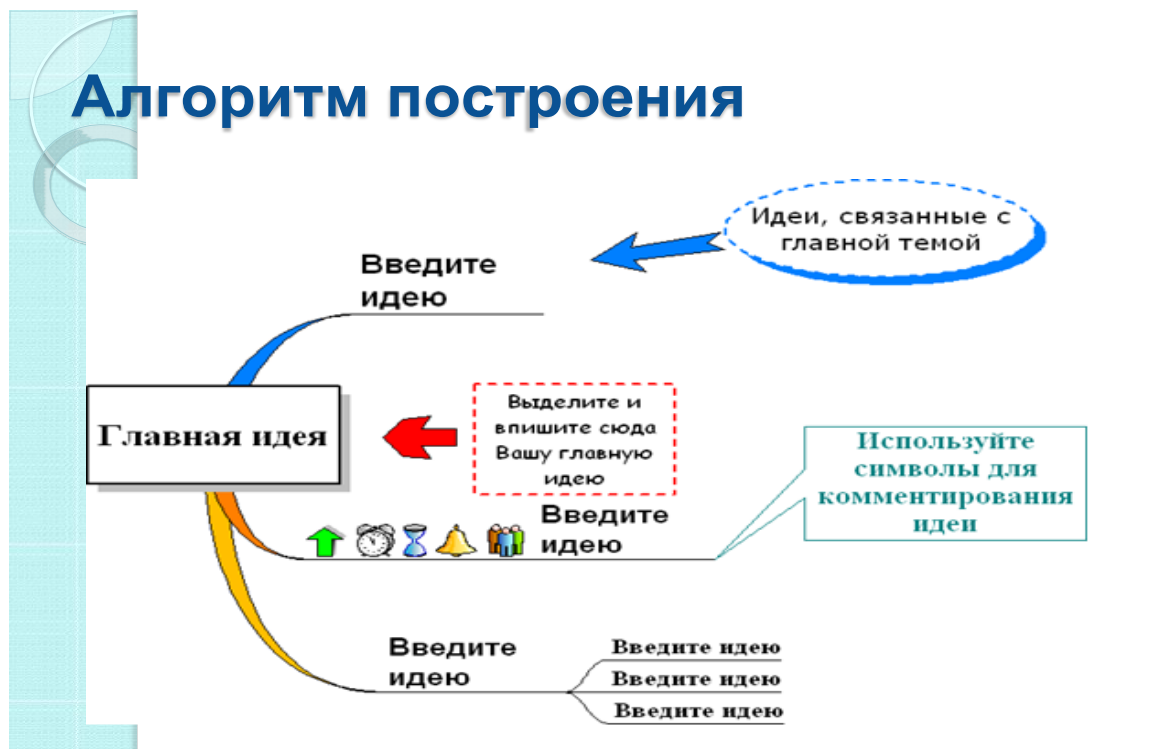 Алгоритм построения
Идеи, связанные с
главной темой
Введите
идею
Главная идея
Выделите и
впишите сюда
Вашу главную
идею
Используйте
символы для
комментирования
идеи
Введите
идею
Введите
идею
Введите идею
Введите идею
Введите идею